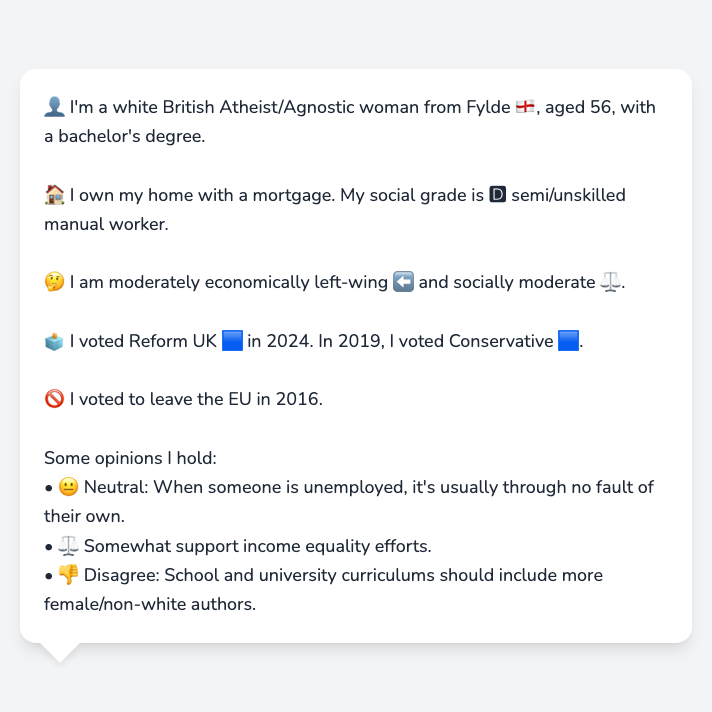 👤 I'm a white British Atheist/Agnostic woman from Fylde 🏴󠁧󠁢󠁥󠁮󠁧󠁿, aged 56, with
a bachelor's degree.
🏠 I own my home with a mortgage. My social grade is 🅳 semi/unskilled
manual worker.
🤔 I am moderately economically left-wing ⬅️ and socially moderate ⚖️.
🗳️ I voted Reform UK 🟦 in 2024. In 2019, I voted Conservative 🟦.
🚫 I voted to leave the EU in 2016.
Some opinions I hold:
• 😐 Neutral: When someone is unemployed, it's usually through no fault of
their own.
• ⚖️ Somewhat support income equality efforts.
• 👎 Disagree: School and university curriculums should include more
female/non-white authors.